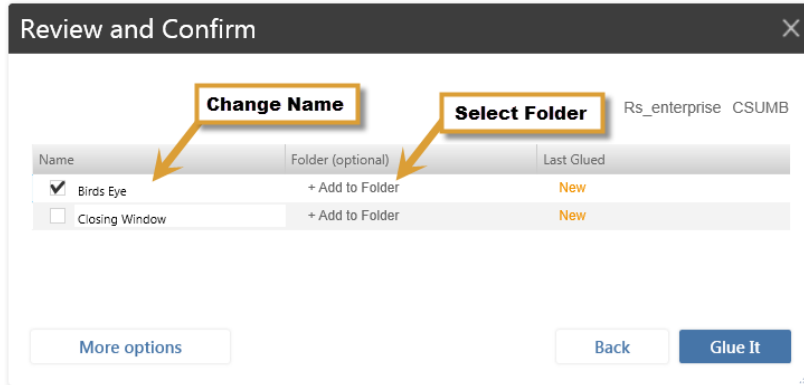 Review and Confirm
Change Name
Select Folder
Rs_enterprise CSUMB
Name Folder (optional) Last Glued
Birds Eye + Add to Folder New
Closing Window + Add to Folder New
More options Back Glue It